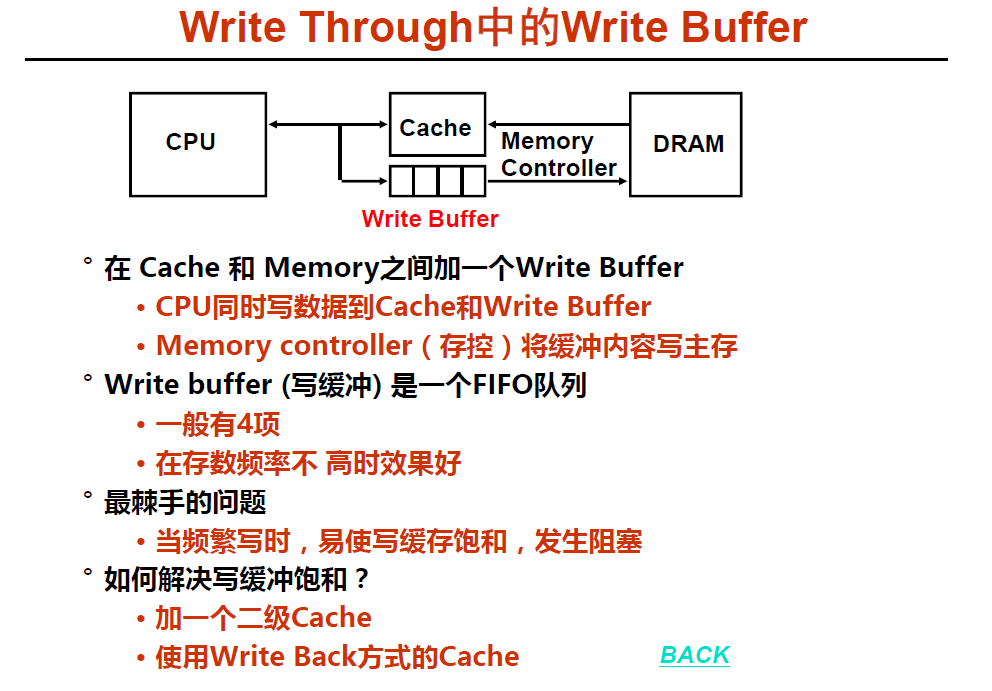 Write Through中的Write Buffer
CPU
Cache
Memory
Controller
DRAM
Write Buffer
° 在 Cache 和 Memory之间加一个Write Buffer
• CPU同时写数据到Cache和Write Buffer
• Memory controller（存控）将缓冲内容写主存
° Write buffer (写缓冲) 是一个FIFO队列
• 一般有4项
• 在存数频率不 高时效果好
° 最棘手的问题
• 当频繁写时，易使写缓存饱和，发生阻塞
° 如何解决写缓冲饱和？
• 加一个二级Cache
• 使用Write Back方式的Cache
BACK